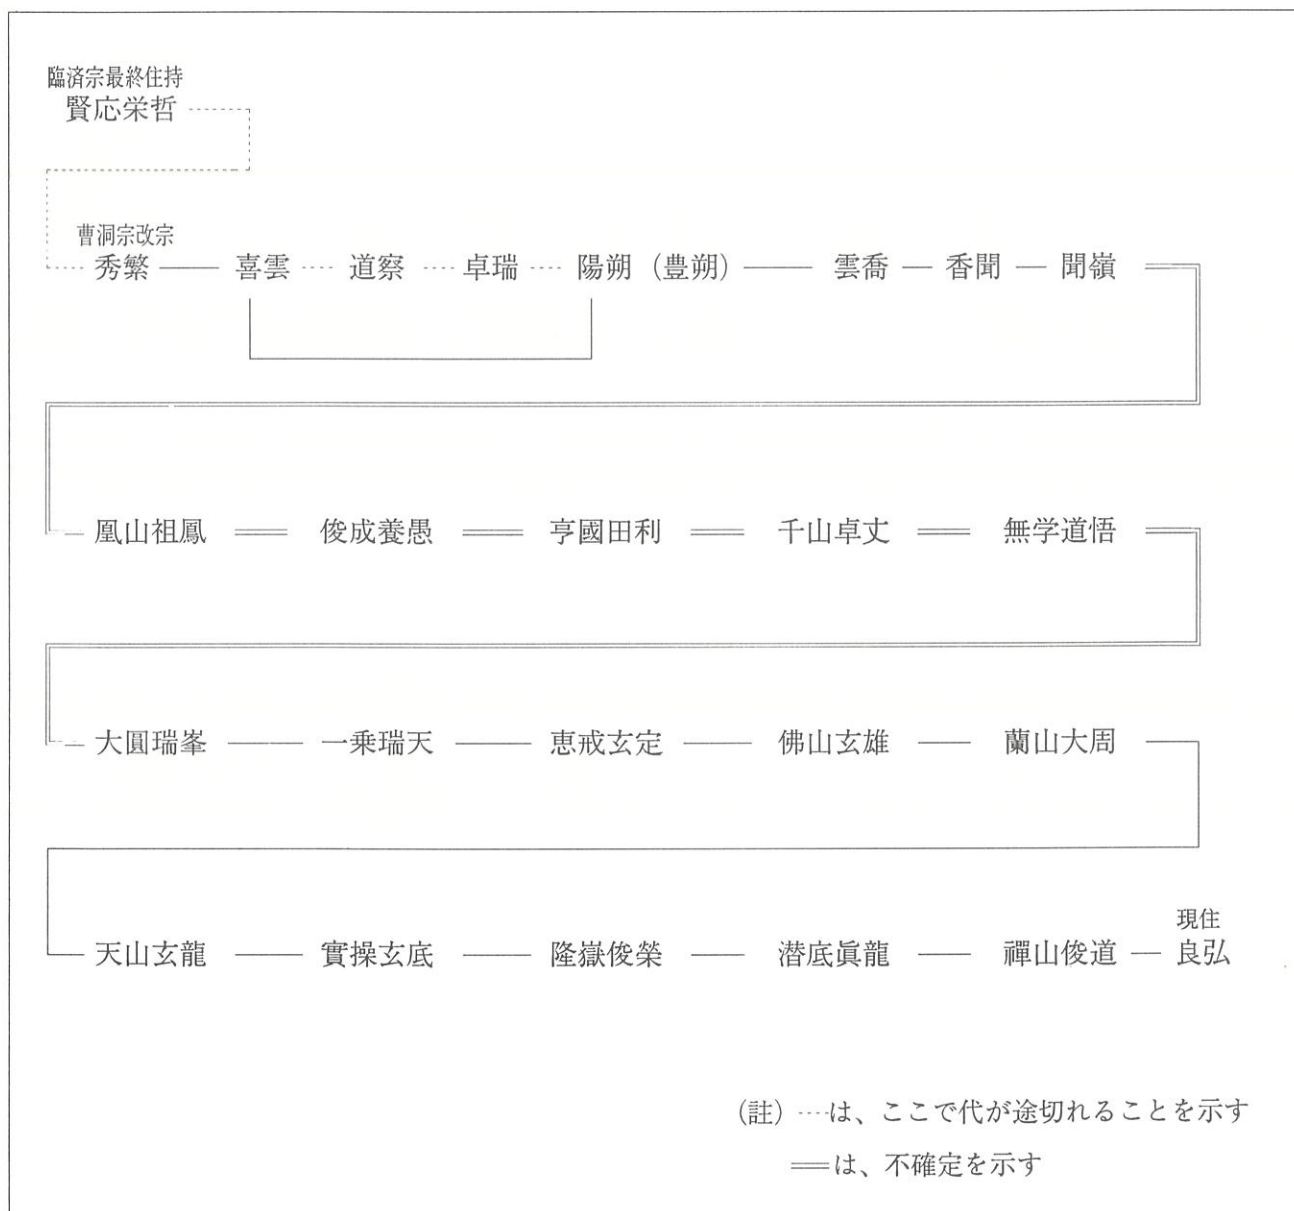 臨済宗最終住持
賢応栄哲
曹洞宗改宗
秀繁 喜雲 道察 卓瑞 陽朔(豊朔) 雲喬 香聞 聞嶺
凰山祖鳳 俊成養愚 亨國田利 千山卓丈 無学道悟
大圓瑞峯 一乗瑞天 恵戒玄定 佛山玄雄 蘭山大周
現住
天山玄龍 實操玄底 隆嶽俊榮 潜底眞龍 禪山俊道 良弘
(註)‥‥は、ここで代が途切れることを示す
══は、不確定を示す